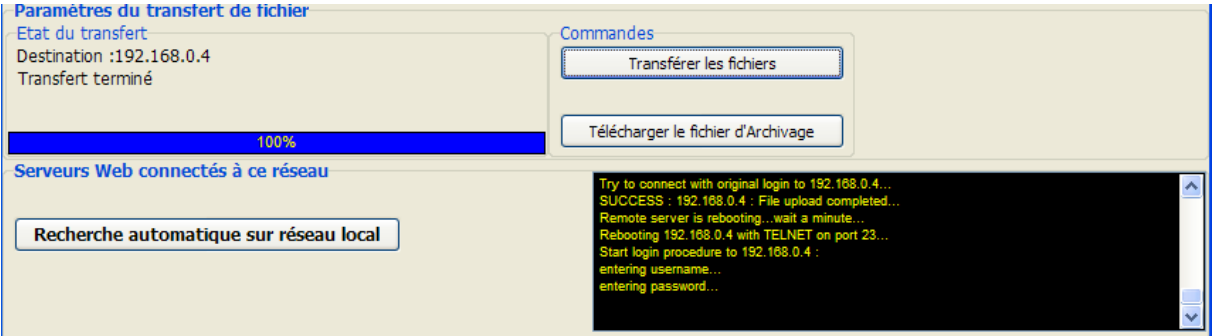 Paramètres du transfert de fichier
Etat du transfert
Destination :192.168.0.4
Transfert terminé
100%
Commandes
Transférer les fichiers
Télécharger le fichier d'Archivage
Serveurs Web connectés à ce réseau
Recherche automatique sur réseau local
Try to connect with original login to 192.168.0.4...
SUCCESS : 192.168.0.4 : File upload completed...
Remote server is rebooting...wait a minute...
Rebooting 192.168.0.4 with TELNET on port 23...
Start login procedure to 192.168.0.4 :
entering username...
entering password...